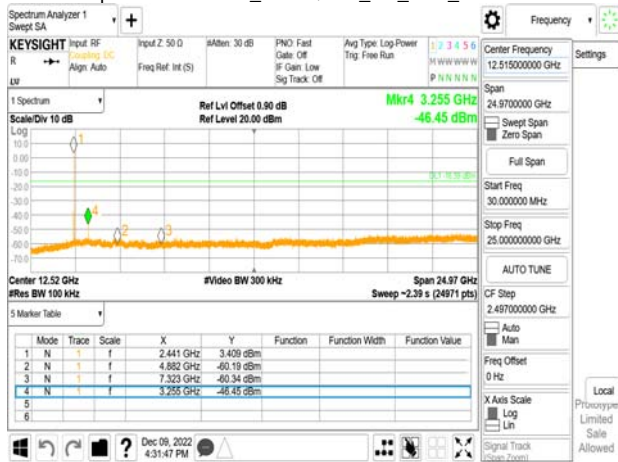 Spectrum Analyzer 1
Swept SA
Frequency
KEYSIGHT
R
Input: RF
Coupling: DC
Align: Auto
Input Z: 50 Ω
Freq Ref: Int (S)
#Atten: 30 dB
PNO: Fast
Gate: Off
IF Gain: Low
Sig Track: Off
Avg Type: Log-Power
Trig: Free Run
1 2 3 4 5 6
M W W W W W
P N N N N N
1 Spectrum
Scale/Div 10 dB
Ref Lvl Offset 0.90 dB
Ref Level 20.00 dBm
Mkr4 3.255 GHz
-46.45 dBm
Log
10.0
0.00
-10.0
-20.0
-30.0
-40.0
-50.0
-60.0
-70.0
1
4
2
3
Center 12.52 GHz
#Res BW 100 kHz
#Video BW 300 kHz
Span 24.97 GHz
Sweep ~2.39 s (24971 pts)
5 Marker Table
Mode Trace Scale X Y Function Function Width Function Value
1 N 1 f 2.441 GHz 3.409 dBm
2 N 1 f 4.882 GHz -60.19 dBm
3 N 1 f 7.323 GHz -60.34 dBm
4 N 1 f 3.255 GHz -46.45 dBm
5
6
Dec 09, 2022
4:31:47 PM
Center Frequency
12.515000000 GHz
Settings
Span
24.9700000 GHz
Swept Span
Zero Span
Full Span
Start Freq
30.000000 MHz
Stop Freq
25.000000000 GHz
AUTO TUNE
CF Step
2.497000000 GHz
Auto
Man
Freq Offset
0 Hz
X Axis Scale
Log
Lin
Signal Track
(Span Zoom)
Local
Prototype
Limited
Sale
Allowed